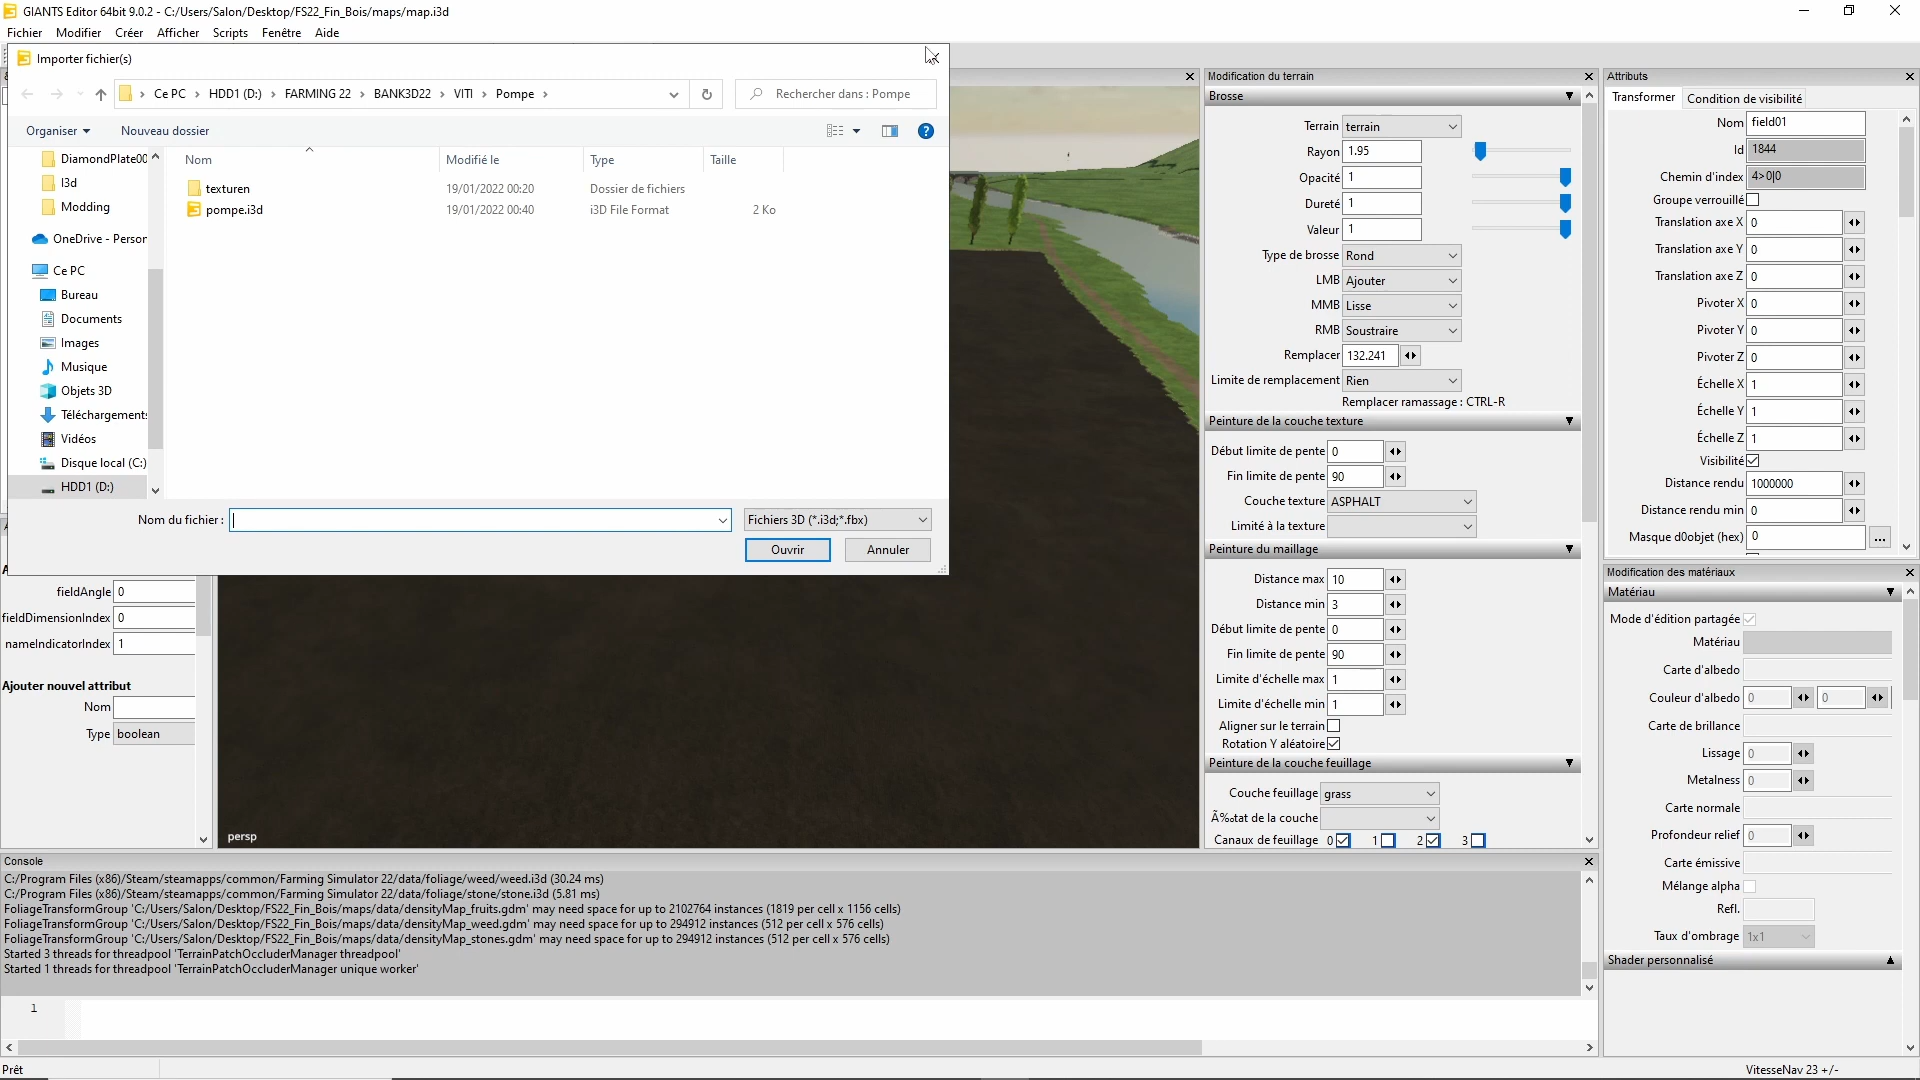 GIANTS Editor 64bit 9.0.2 - C:/Users/Salon/Desktop/FS22_Fin_Bois/maps/map.i3d
Fichier Modifier Créer Afficher Scripts Fenêtre Aide
Importer fichier(s)
Ce PC > HDD1 (D:) > FARMING 22 > BANK3D22 > VITI > Pompe >
Rechercher dans : Pompe
Organiser
Nouveau dossier
DiamondPlate00
I3d
Modding
OneDrive - Person
Ce PC
Bureau
Documents
Images
Musique
Objets 3D
Téléchargements
Vidéos
Disque local (C:)
HDD1 (D:)
Nom Modifié le Type Taille
texturen 19/01/2022 00:20 Dossier de fichiers
pompe.i3d 19/01/2022 00:40 i3D File Format 2 Ko
Nom du fichier :
Fichiers 3D (*.i3d;*.fbx)
Ouvrir
Annuler
fieldAngle 0
fieldDimensionIndex 0
nameIndicatorIndex 1
Ajouter nouvel attribut
Nom
Type boolean
persp
Modification du terrain
Brosse
Terrain terrain
Rayon 1.95
Opacité 1
Dureté 1
Valeur 1
Type de brosse Rond
LMB Ajouter
MMB Lisse
RMB Soustraire
Remplacer 132.241
Limite de remplacement Rien
Remplacer ramassage : CTRL-R
Peinture de la couche texture
Début limite de pente 0
Fin limite de pente 90
Couche texture ASPHALT
Limité à la texture
Peinture du maillage
Distance max 10
Distance min 3
Début limite de pente 0
Fin limite de pente 90
Limite d'échelle max 1
Limite d'échelle min 1
Aligner sur le terrain
Rotation Y aléatoire
Peinture de la couche feuillage
Couche feuillage grass
Ã‰tat de la couche
Canaux de feuillage 0 1 2 3
Attributs
Transformer Condition de visibilité
Nom field01
Id 1844
Chemin d'index 4>0|0
Groupe verrouillé
Translation axe X 0
Translation axe Y 0
Translation axe Z 0
Pivoter X 0
Pivoter Y 0
Pivoter Z 0
Échelle X 1
Échelle Y 1
Échelle Z 1
Visibilité
Distance rendu 1000000
Distance rendu min 0
Masque d0objet (hex) 0 ...
Modification des matériaux
Matériau
Mode d'édition partagée
Matériau
Carte d'albedo
Couleur d'albedo 0 0
Carte de brillance
Lissage 0
Metalness 0
Carte normale
Profondeur relief 0
Carte émissive
Mélange alpha
Refl.
Taux d'ombrage 1x1
Shader personnalisé
Console
C:/Program Files (x86)/Steam/steamapps/common/Farming Simulator 22/data/foliage/weed/weed.i3d (30.24 ms)
C:/Program Files (x86)/Steam/steamapps/common/Farming Simulator 22/data/foliage/stone/stone.i3d (5.81 ms)
FoliageTransformGroup 'C:/Users/Salon/Desktop/FS22_Fin_Bois/maps/data/densityMap_fruits.gdm' may need space for up to 2102764 instances (1819 per cell x 1156 cells)
FoliageTransformGroup 'C:/Users/Salon/Desktop/FS22_Fin_Bois/maps/data/densityMap_weed.gdm' may need space for up to 294912 instances (512 per cell x 576 cells)
FoliageTransformGroup 'C:/Users/Salon/Desktop/FS22_Fin_Bois/maps/data/densityMap_stones.gdm' may need space for up to 294912 instances (512 per cell x 576 cells)
Started 3 threads for threadpool 'TerrainPatchOccluderManager threadpool'
Started 1 threads for threadpool 'TerrainPatchOccluderManager unique worker'
1
Prêt
VitesseNav 23 +/-